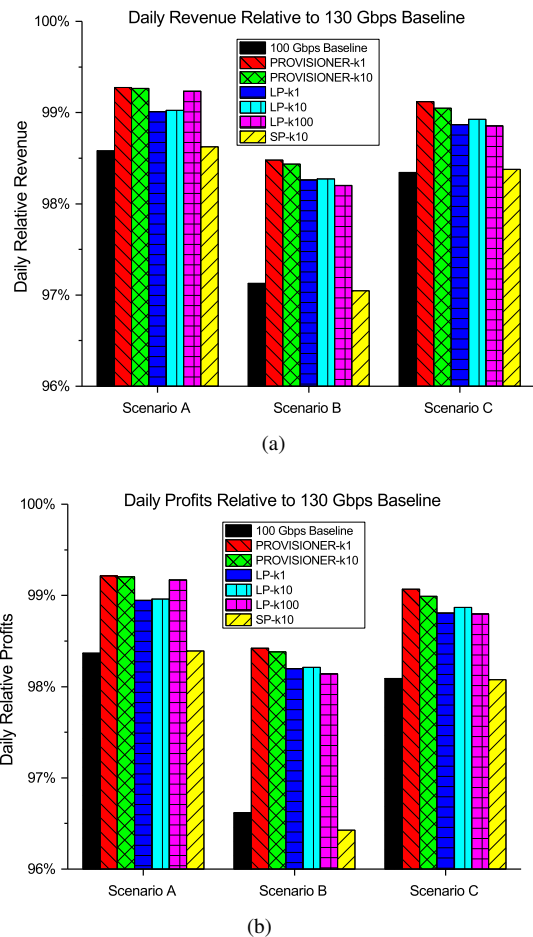 Daily Revenue Relative to 130 Gbps Baseline
100%
99%
98%
97%
96%
Daily Relative Revenue
100 Gbps Baseline
PROVISIONER-k1
PROVISIONER-k10
LP-k1
LP-k10
LP-k100
SP-k10
Scenario A
Scenario B
Scenario C
(a)
Daily Profits Relative to 130 Gbps Baseline
100%
99%
98%
97%
96%
Daily Relative Profits
100 Gbps Baseline
PROVISIONER-k1
PROVISIONER-k10
LP-k1
LP-k10
LP-k100
SP-k10
Scenario A
Scenario B
Scenario C
(b)